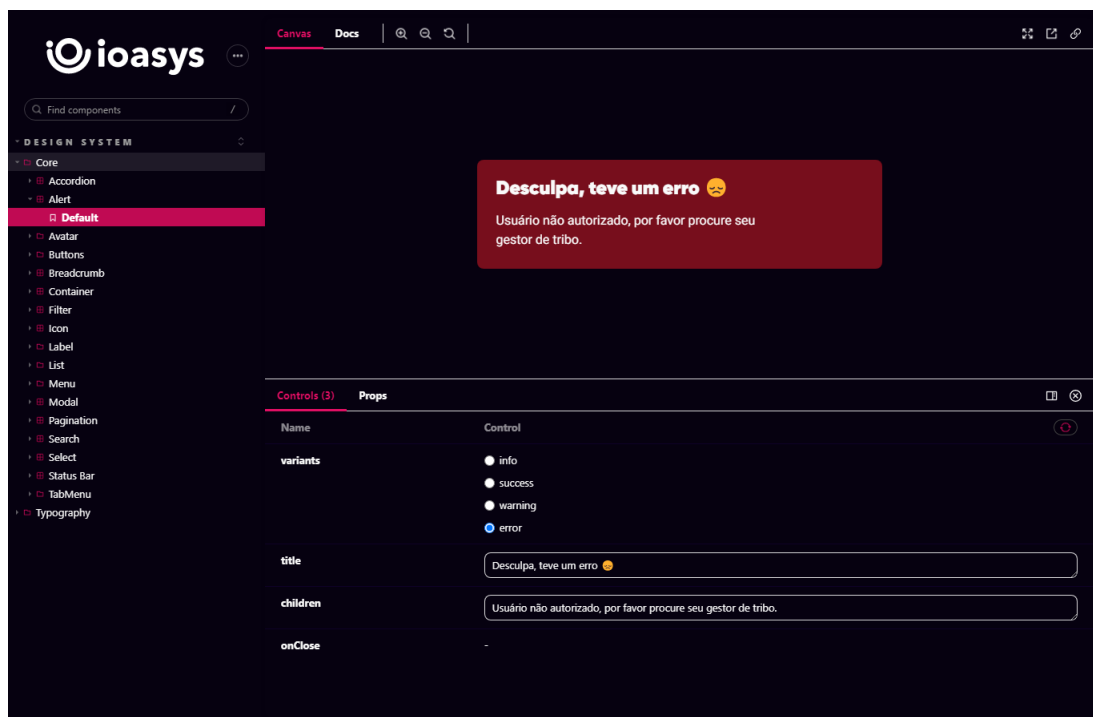 ioasys
Find components /
DESIGN SYSTEM
Core
Accordion
Alert
Default
Avatar
Buttons
Breadcrumb
Container
Filter
Icon
Label
List
Menu
Modal
Pagination
Search
Select
Status Bar
TabMenu
Typography
Canvas Docs
Desculpa, teve um erro 😞
Usuário não autorizado, por favor procure seu
gestor de tribo.
Controls (3) Props
Name Control
variants
info
success
warning
error
title
Desculpa, teve um erro 😞
children
Usuário não autorizado, por favor procure seu gestor de tribo.
onClose -